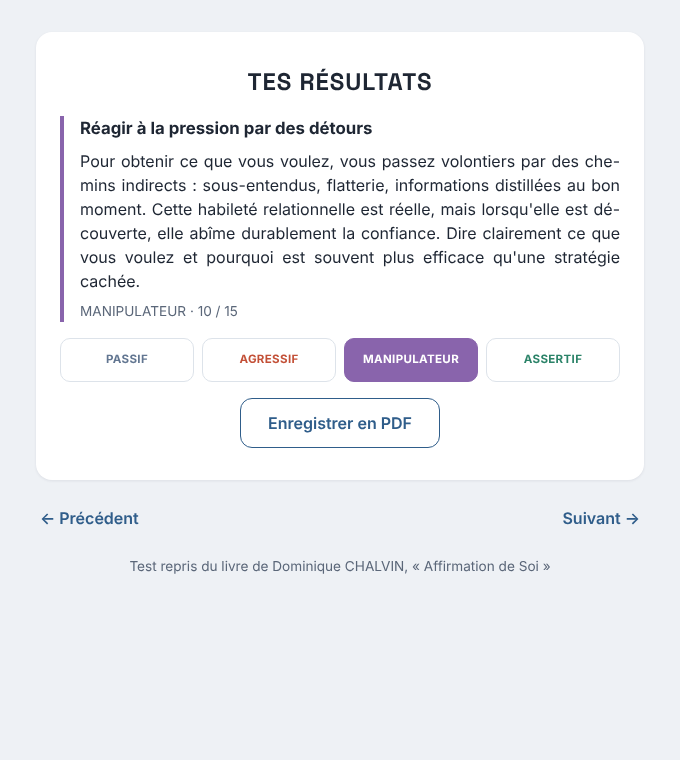 TES RÉSULTATS
Réagir à la pression par des détours
Pour obtenir ce que vous voulez, vous passez volontiers par des che-
mins indirects : sous-entendus, flatterie, informations distillées au bon
moment. Cette habileté relationnelle est réelle, mais lorsqu'elle est dé-
couverte, elle abîme durablement la confiance. Dire clairement ce que
vous voulez et pourquoi est souvent plus efficace qu'une stratégie
cachée.
MANIPULATEUR · 10 / 15
PASSIF AGRESSIF MANIPULATEUR ASSERTIF
Enregistrer en PDF
← Précédent Suivant →
Test repris du livre de Dominique CHALVIN, « Affirmation de Soi »